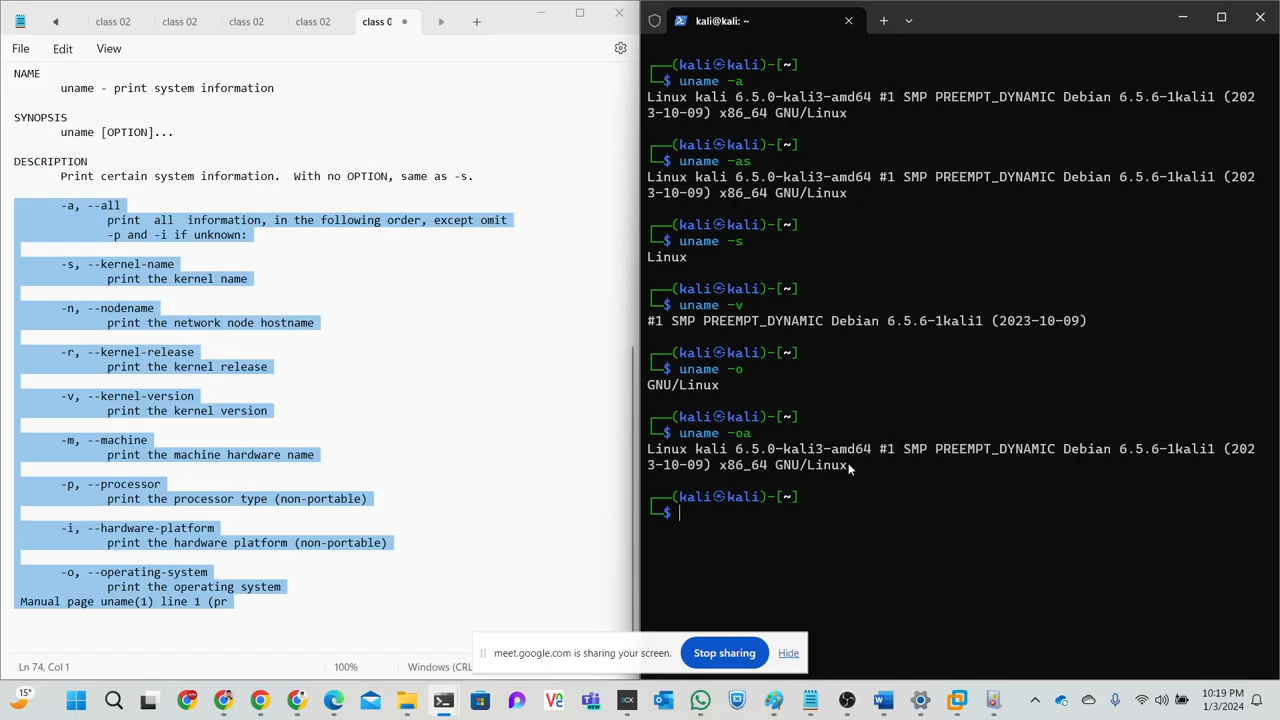 class 02
class 02
class 02
class 02
class 0
File
Edit
View
NAME
uname - print system information
SYNOPSIS
uname [OPTION]...
DESCRIPTION
Print certain system information.  With no OPTION, same as -s.
-a, --all
print  all  information, in the following order, except omit
-p and -i if unknown:
-s, --kernel-name
print the kernel name
-n, --nodename
print the network node hostname
-r, --kernel-release
print the kernel release
-v, --kernel-version
print the kernel version
-m, --machine
print the machine hardware name
-p, --processor
print the processor type (non-portable)
-i, --hardware-platform
print the hardware platform (non-portable)
-o, --operating-system
print the operating system
Manual page uname(1) line 1 (pr
Ln 74, Col 1
100%
Windows (CRL
kali@kali: ~
┌──(kali㉿kali)-[~]
└─$ uname -a
Linux kali 6.5.0-kali3-amd64 #1 SMP PREEMPT_DYNAMIC Debian 6.5.6-1kali1 (202
3-10-09) x86_64 GNU/Linux
┌──(kali㉿kali)-[~]
└─$ uname -as
Linux kali 6.5.0-kali3-amd64 #1 SMP PREEMPT_DYNAMIC Debian 6.5.6-1kali1 (202
3-10-09) x86_64 GNU/Linux
┌──(kali㉿kali)-[~]
└─$ uname -s
Linux
┌──(kali㉿kali)-[~]
└─$ uname -v
#1 SMP PREEMPT_DYNAMIC Debian 6.5.6-1kali1 (2023-10-09)
┌──(kali㉿kali)-[~]
└─$ uname -o
GNU/Linux
┌──(kali㉿kali)-[~]
└─$ uname -oa
Linux kali 6.5.0-kali3-amd64 #1 SMP PREEMPT_DYNAMIC Debian 6.5.6-1kali1 (202
3-10-09) x86_64 GNU/Linux
┌──(kali㉿kali)-[~]
└─$
meet.google.com is sharing your screen.
Stop sharing
Hide
15°
10:19 PM
1/3/2024